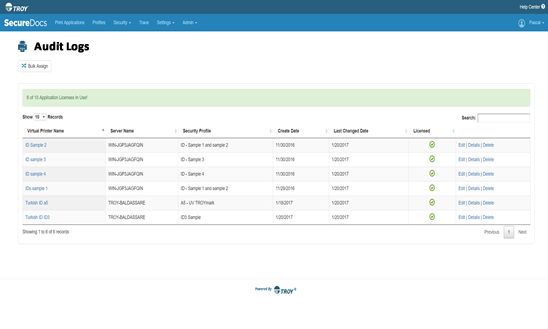 TROY
Help Center
SecureDocs Print Applications Profiles Security Trace Settings Admin Pascal
Audit Logs
Bulk Assign
6 of 10 Application Licenses In Use!
Show 10 Records Search:
Virtual Printer Name Server Name Security Profile Create Date Last Changed Date Licensed
ID Sample 2 WIN-JGP3JAGFQIN ID - Sample 1 and sample 2 11/30/2016 1/20/2017 Edit | Details | Delete
ID sample 3 WIN-JGP3JAGFQIN ID - Sample 3 11/30/2016 1/20/2017 Edit | Details | Delete
ID sample 4 WIN-JGP3JAGFQIN ID - Sample 4 11/30/2016 1/20/2017 Edit | Details | Delete
IDs sample 1 WIN-JGP3JAGFQIN ID - Sample 1 and sample 2 11/29/2016 1/20/2017 Edit | Details | Delete
Turkish ID a5 TROY-BALDASSARE A5 - UV TROYmark 1/19/2017 1/20/2017 Edit | Details | Delete
Turkish ID ID3 TROY-BALDASSARE ID3 Sample 1/20/2017 1/20/2017 Edit | Details | Delete
Showing 1 to 6 of 6 records Previous 1 Next
Powered By TROY